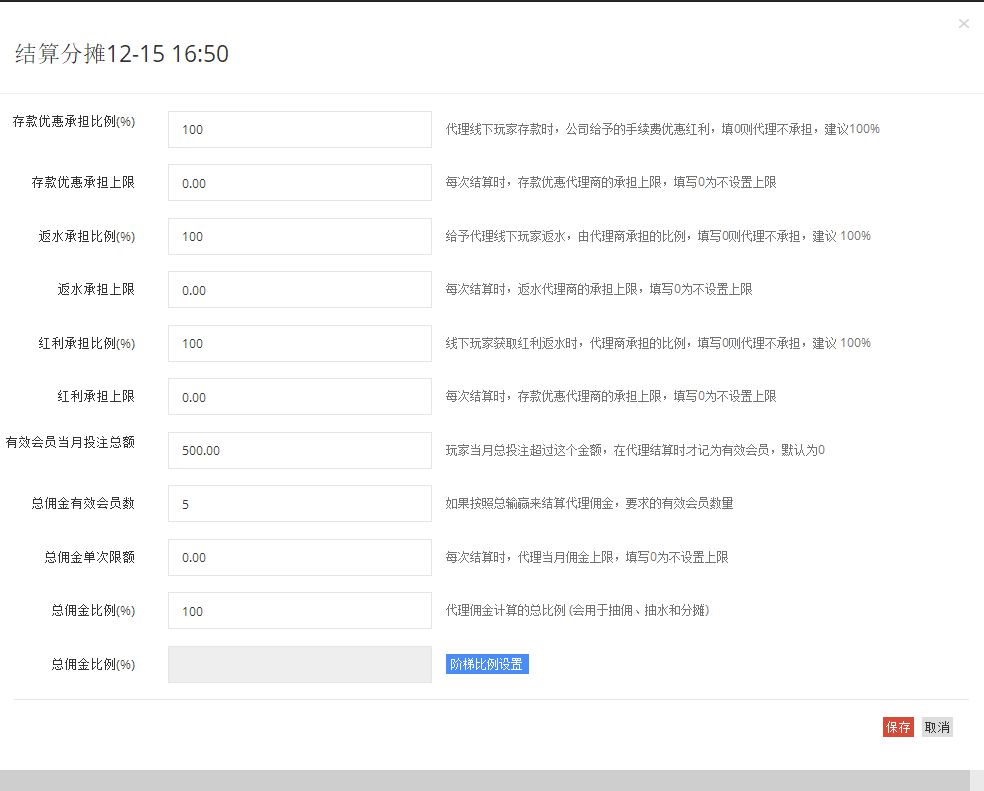 ×
结算分摊12-15 16:50
存款优惠承担比例(%) 100 代理线下玩家存款时，公司给予的手续费优惠红利，填0则代理不承担，建议100%
存款优惠承担上限 0.00 每次结算时，存款优惠代理商的承担上限，填写0为不设置上限
返水承担比例(%) 100 给予代理线下玩家返水，由代理商承担的比例，填写0则代理不承担，建议 100%
返水承担上限 0.00 每次结算时，返水代理商的承担上限，填写0为不设置上限
红利承担比例(%) 100 线下玩家获取红利返水时，代理商承担的比例，填写0则代理不承担，建议 100%
红利承担上限 0.00 每次结算时，存款优惠代理商的承担上限，填写0为不设置上限
有效会员当月投注总额 500.00 玩家当月总投注超过这个金额，在代理结算时才记为有效会员，默认为0
总佣金有效会员数 5 如果按照总输赢来结算代理佣金，要求的有效会员数量
总佣金单次限额 0.00 每次结算时，代理当月佣金上限，填写0为不设置上限
总佣金比例(%) 100 代理佣金计算的总比例 (会用于抽佣、抽水和分摊)
总佣金比例(%) 阶梯比例设置
保存 取消